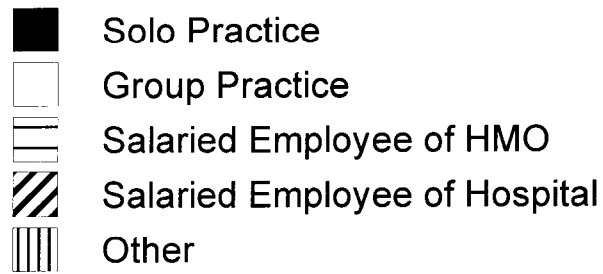 Solo Practice
Group Practice
Salaried Employee of HMO
Salaried Employee of Hospital
Other